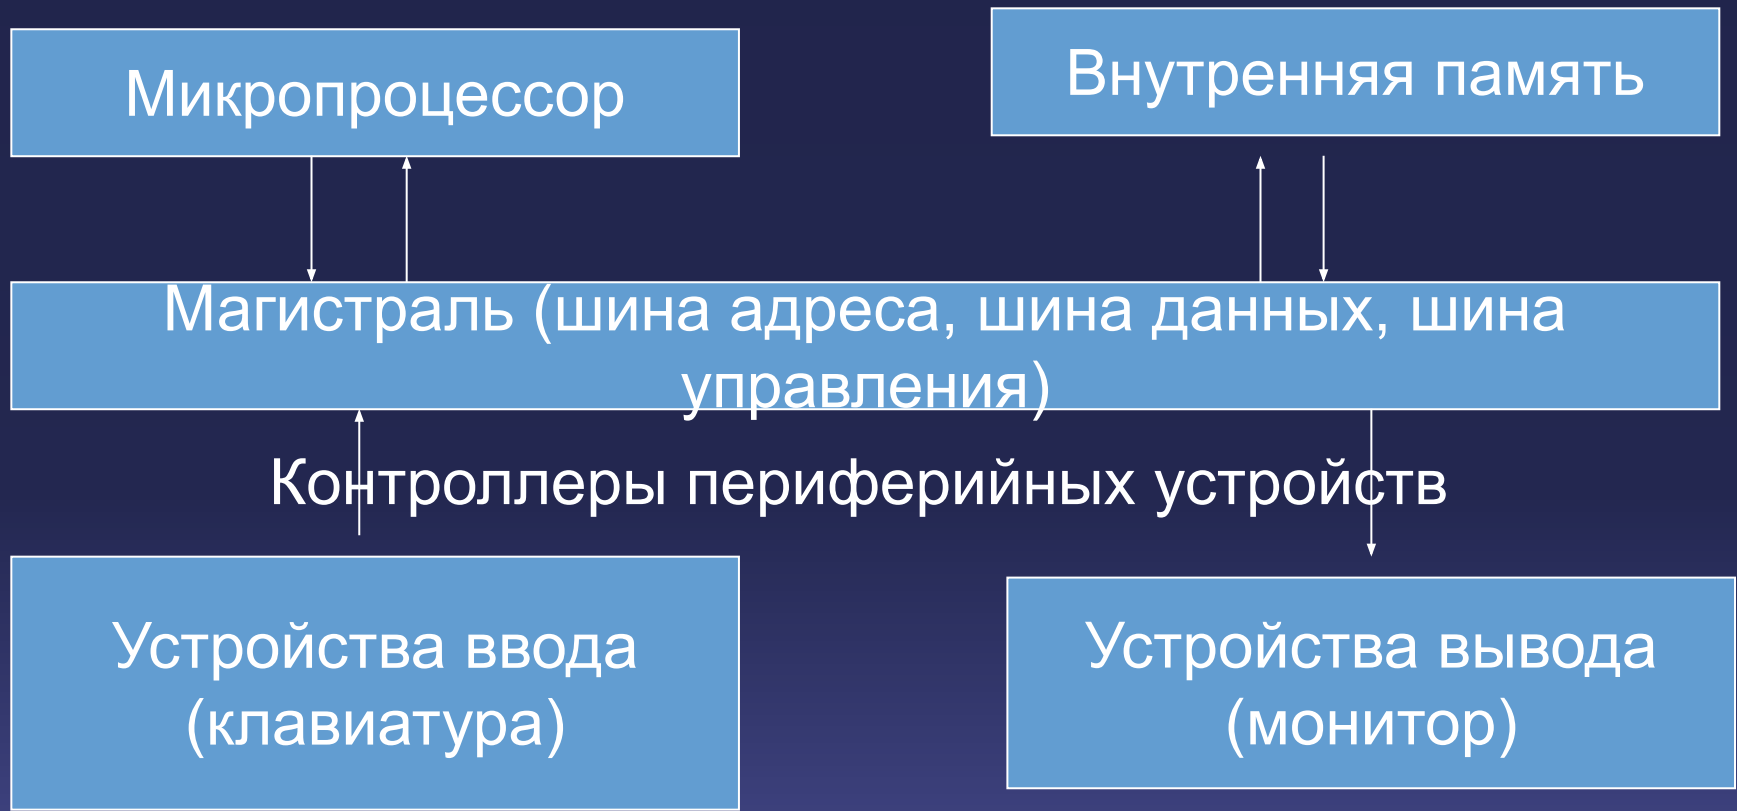 Микропроцессор
Внутренняя память
Магистраль (шина адреса, шина данных, шина
управления)
Контроллеры периферийных устройств
Устройства ввода
(клавиатура)
Устройства вывода
(монитор)